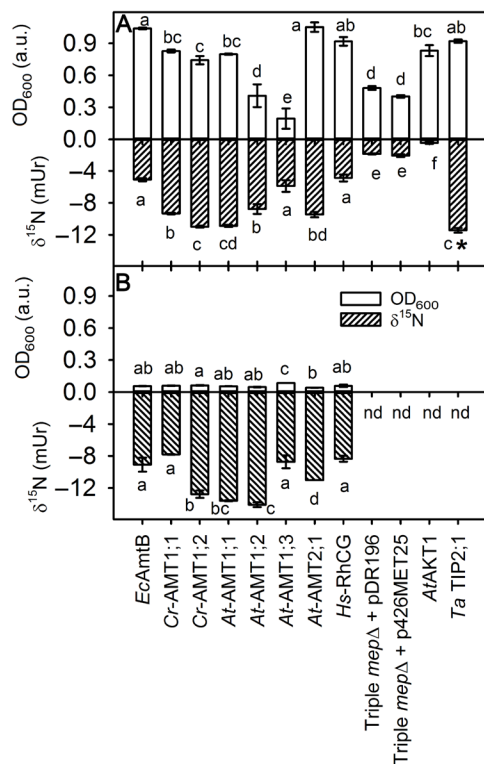 A
OD600 (a.u.)
0.9
0.6
0.3
0.0
a bc c bc d e a a d d bc ab
δ15N (mUr)
−4
−8
−12
a b c cd b a bd a e e f c *
B
OD600 (a.u.)
0.9
0.6
0.3
0.0
OD600
δ15N
ab ab a ab ab c b ab
nd nd nd nd
δ15N (mUr)
−4
−8
−12
a a b bc c a d a
EcAmtB
Cr-AMT1;1
Cr-AMT1;2
At-AMT1;1
At-AMT1;2
At-AMT1;3
At-AMT2;1
Hs-RhCG
Triple mepΔ + pDR196
Triple mepΔ + p426MET25
AtAKT1
Ta TIP2;1